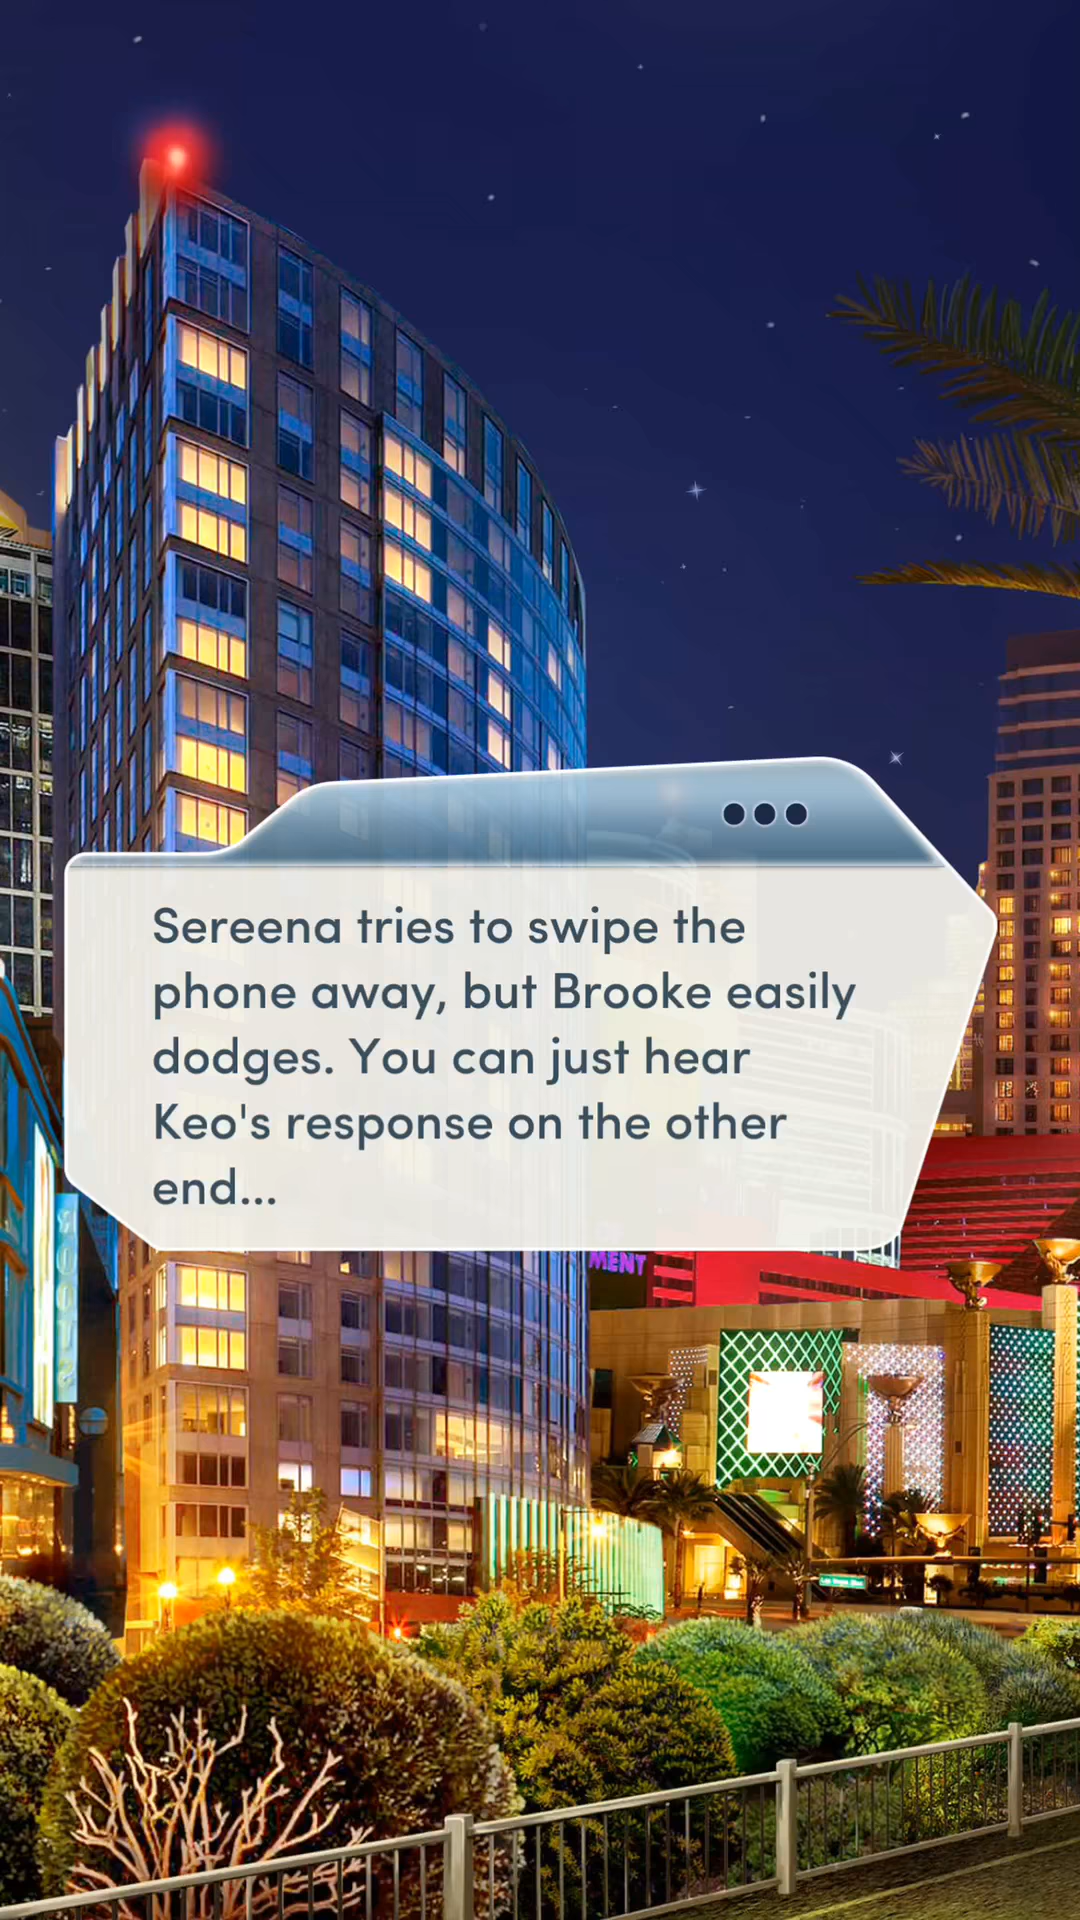 Sereena tries to swipe the
phone away, but Brooke easily
dodges. You can just hear
Keo's response on the other
end...
MENT